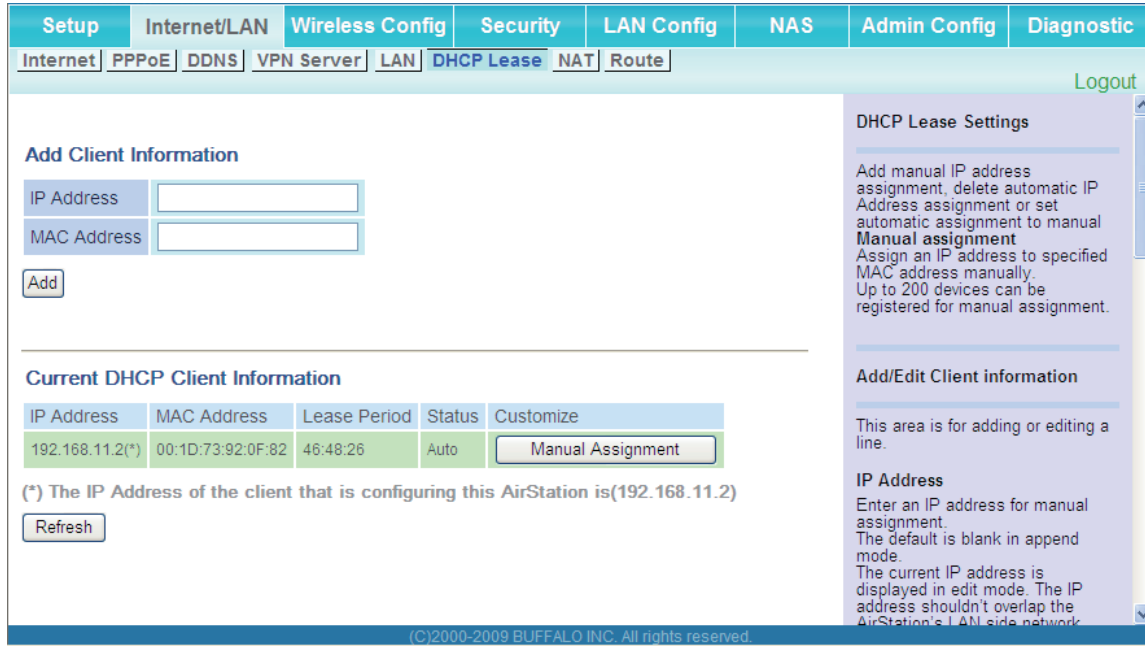 Setup Internet/LAN Wireless Config Security LAN Config NAS Admin Config Diagnostic
Internet PPPoE DDNS VPN Server LAN DHCP Lease NAT Route
Logout
Add Client Information
IP Address
MAC Address
Add
Current DHCP Client Information
IP Address MAC Address Lease Period Status Customize
192.168.11.2(*) 00:1D:73:92:0F:82 46:48:26 Auto Manual Assignment
(*) The IP Address of the client that is configuring this AirStation is(192.168.11.2)
Refresh
DHCP Lease Settings
Add manual IP address
assignment, delete automatic IP
Address assignment or set
automatic assignment to manual
Manual assignment
Assign an IP address to specified
MAC address manually.
Up to 200 devices can be
registered for manual assignment.
Add/Edit Client information
This area is for adding or editing a
line.
IP Address
Enter an IP address for manual
assignment.
The default is blank in append
mode.
The current IP address is
displayed in edit mode. The IP
address shouldn't overlap the
AirStation's LAN side network
(C)2000-2009 BUFFALO INC. All rights reserved.